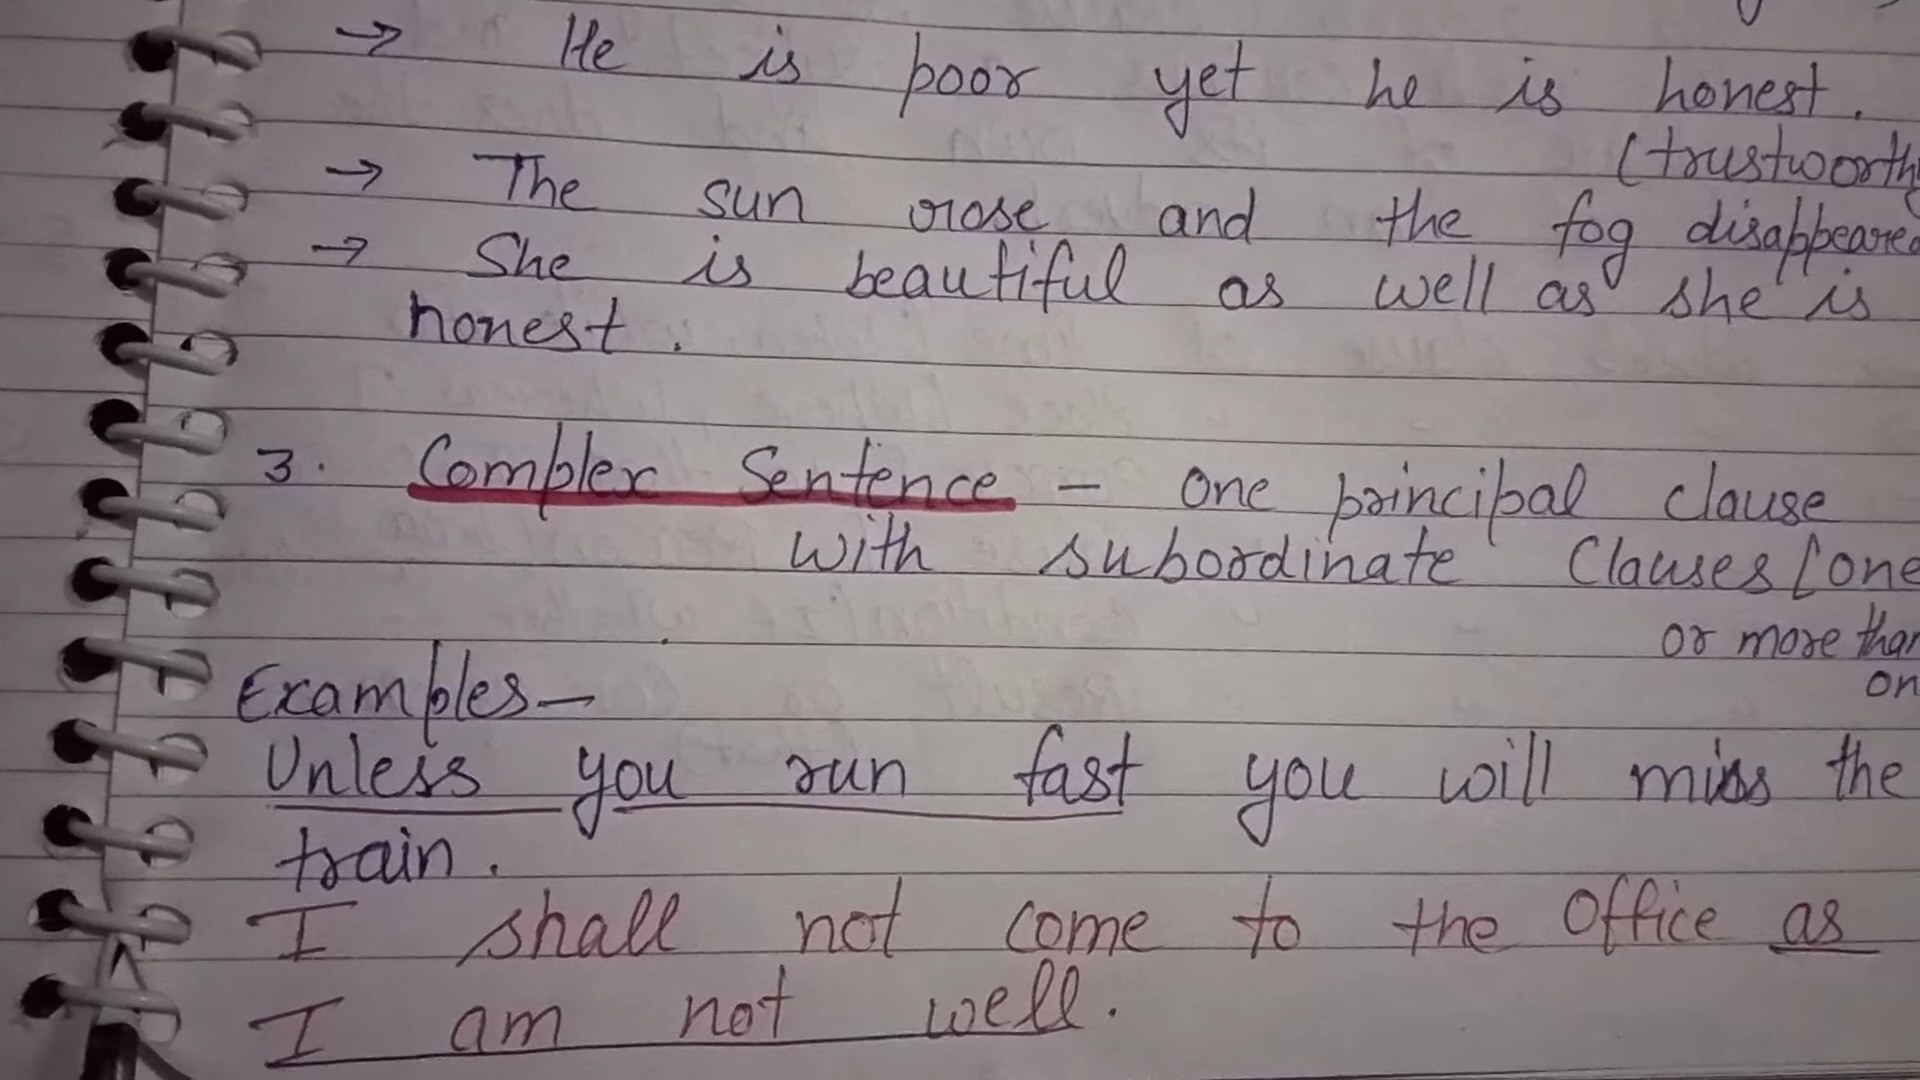 → He is poor yet he is honest.
(trustworthy
→ The sun rose and the fog disappeared
→ She is beautiful as well as she is
honest.
3. Complex Sentence - One principal clause
with subordinate Clauses [one
or more than
on
Examples-
Unless you run fast you will miss the
train.
I shall not come to the Office as
I am not well.